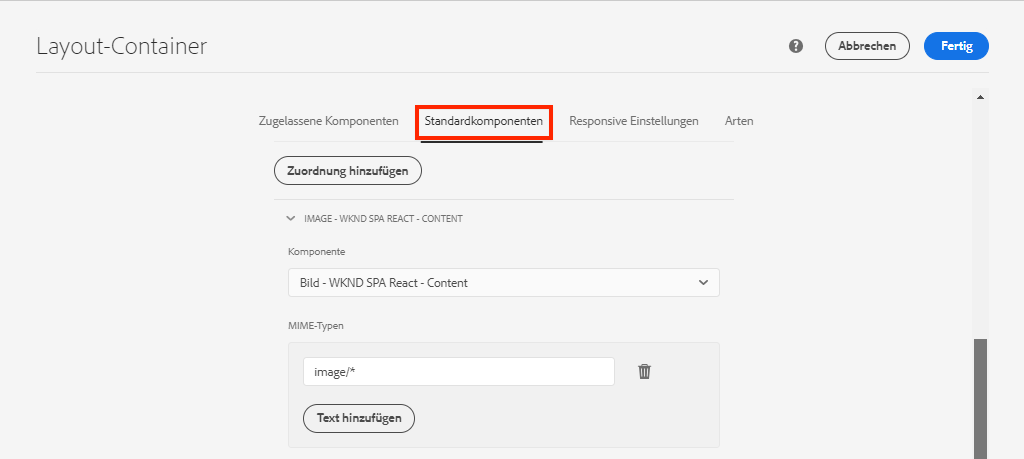 Layout-Container
?
Abbrechen
Fertig
Zugelassene Komponenten
Standardkomponenten
Responsive Einstellungen
Arten
Zuordnung hinzufügen
IMAGE - WKND SPA REACT - CONTENT
Komponente
Bild - WKND SPA React - Content
MIME-Typen
image/*
Text hinzufügen